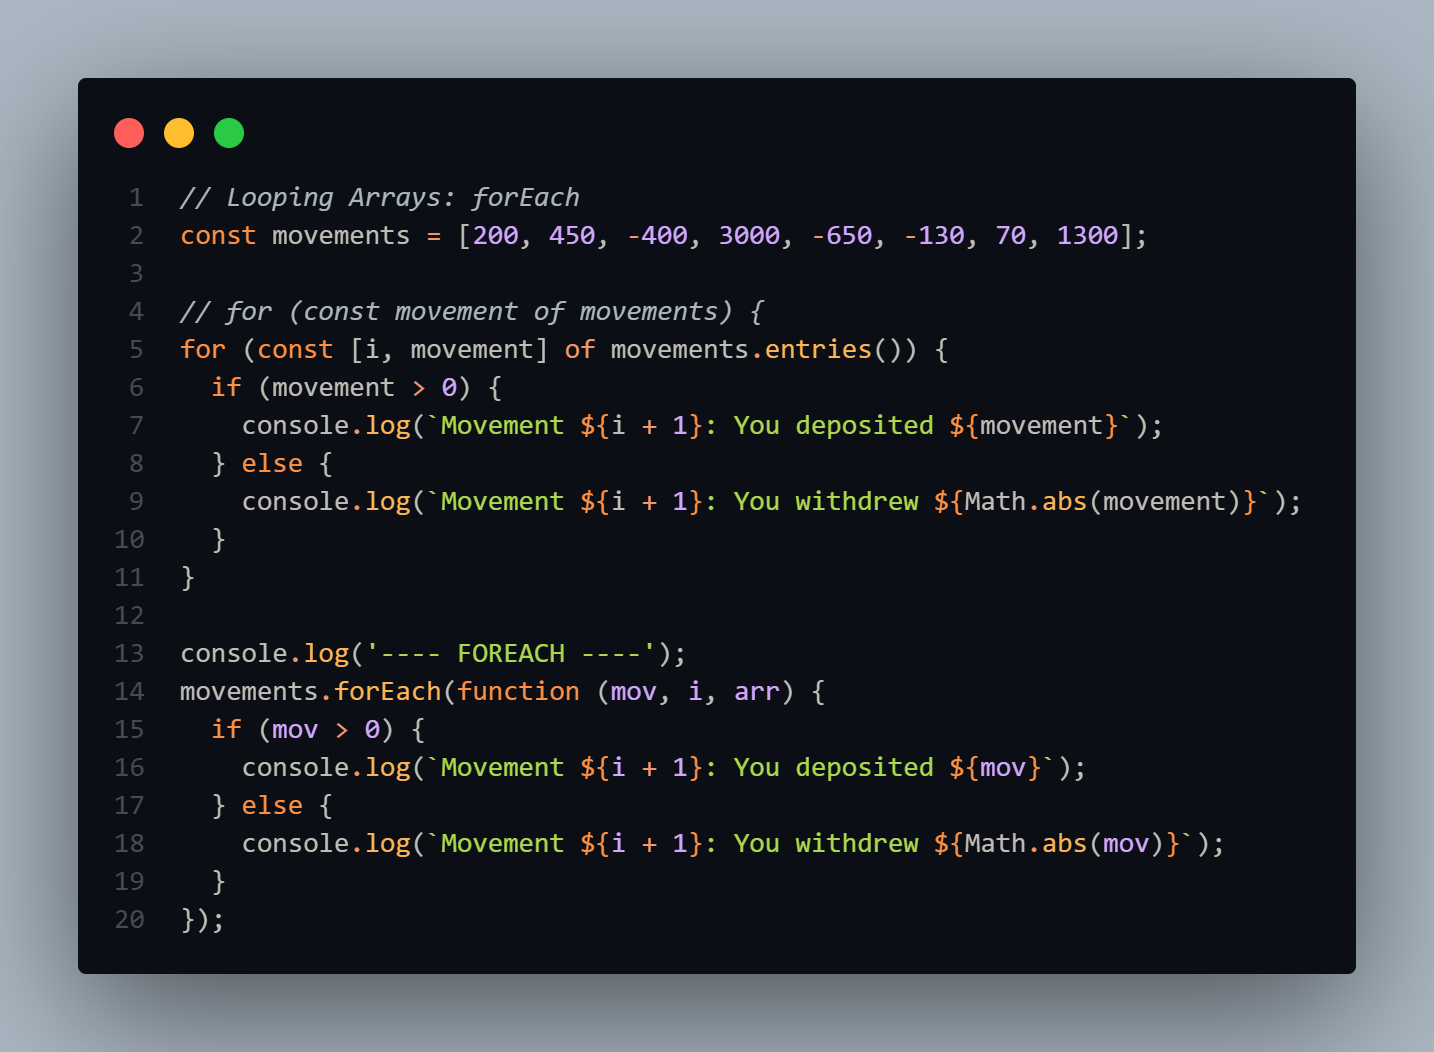 1 // Looping Arrays: forEach
2 const movements = [200, 450, -400, 3000, -650, -130, 70, 1300];
3
4 // for (const movement of movements) {
5 for (const [i, movement] of movements.entries()) {
6   if (movement > 0) {
7     console.log(`Movement ${i + 1}: You deposited ${movement}`);
8   } else {
9     console.log(`Movement ${i + 1}: You withdrew ${Math.abs(movement)}`);
10   }
11 }
12
13 console.log('---- FOREACH ----');
14 movements.forEach(function (mov, i, arr) {
15   if (mov > 0) {
16     console.log(`Movement ${i + 1}: You deposited ${mov}`);
17   } else {
18     console.log(`Movement ${i + 1}: You withdrew ${Math.abs(mov)}`);
19   }
20 });